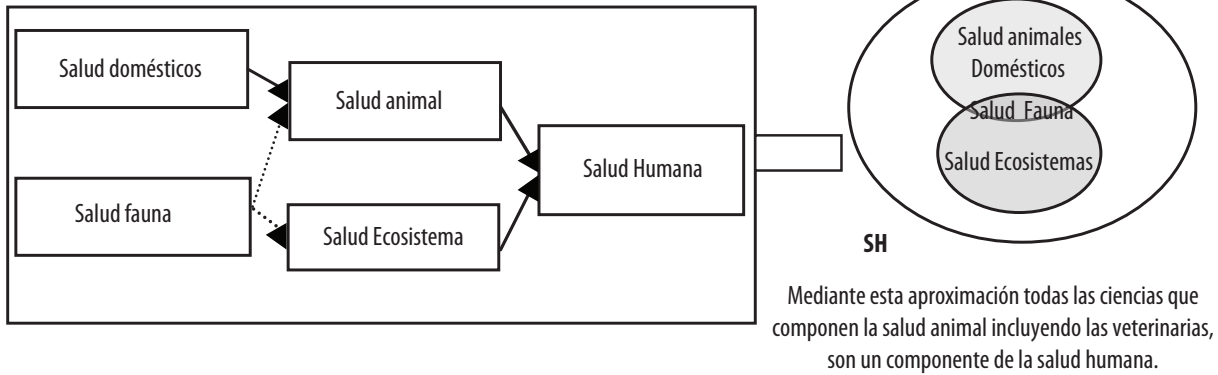 Salud domésticos
Salud animal
Salud Humana
Salud fauna
Salud Ecosistema
Salud animales
Domésticos
Salud Fauna
Salud Ecosistemas
SH
Mediante esta aproximación todas las ciencias que
componen la salud animal incluyendo las veterinarias,
son un componente de la salud humana.